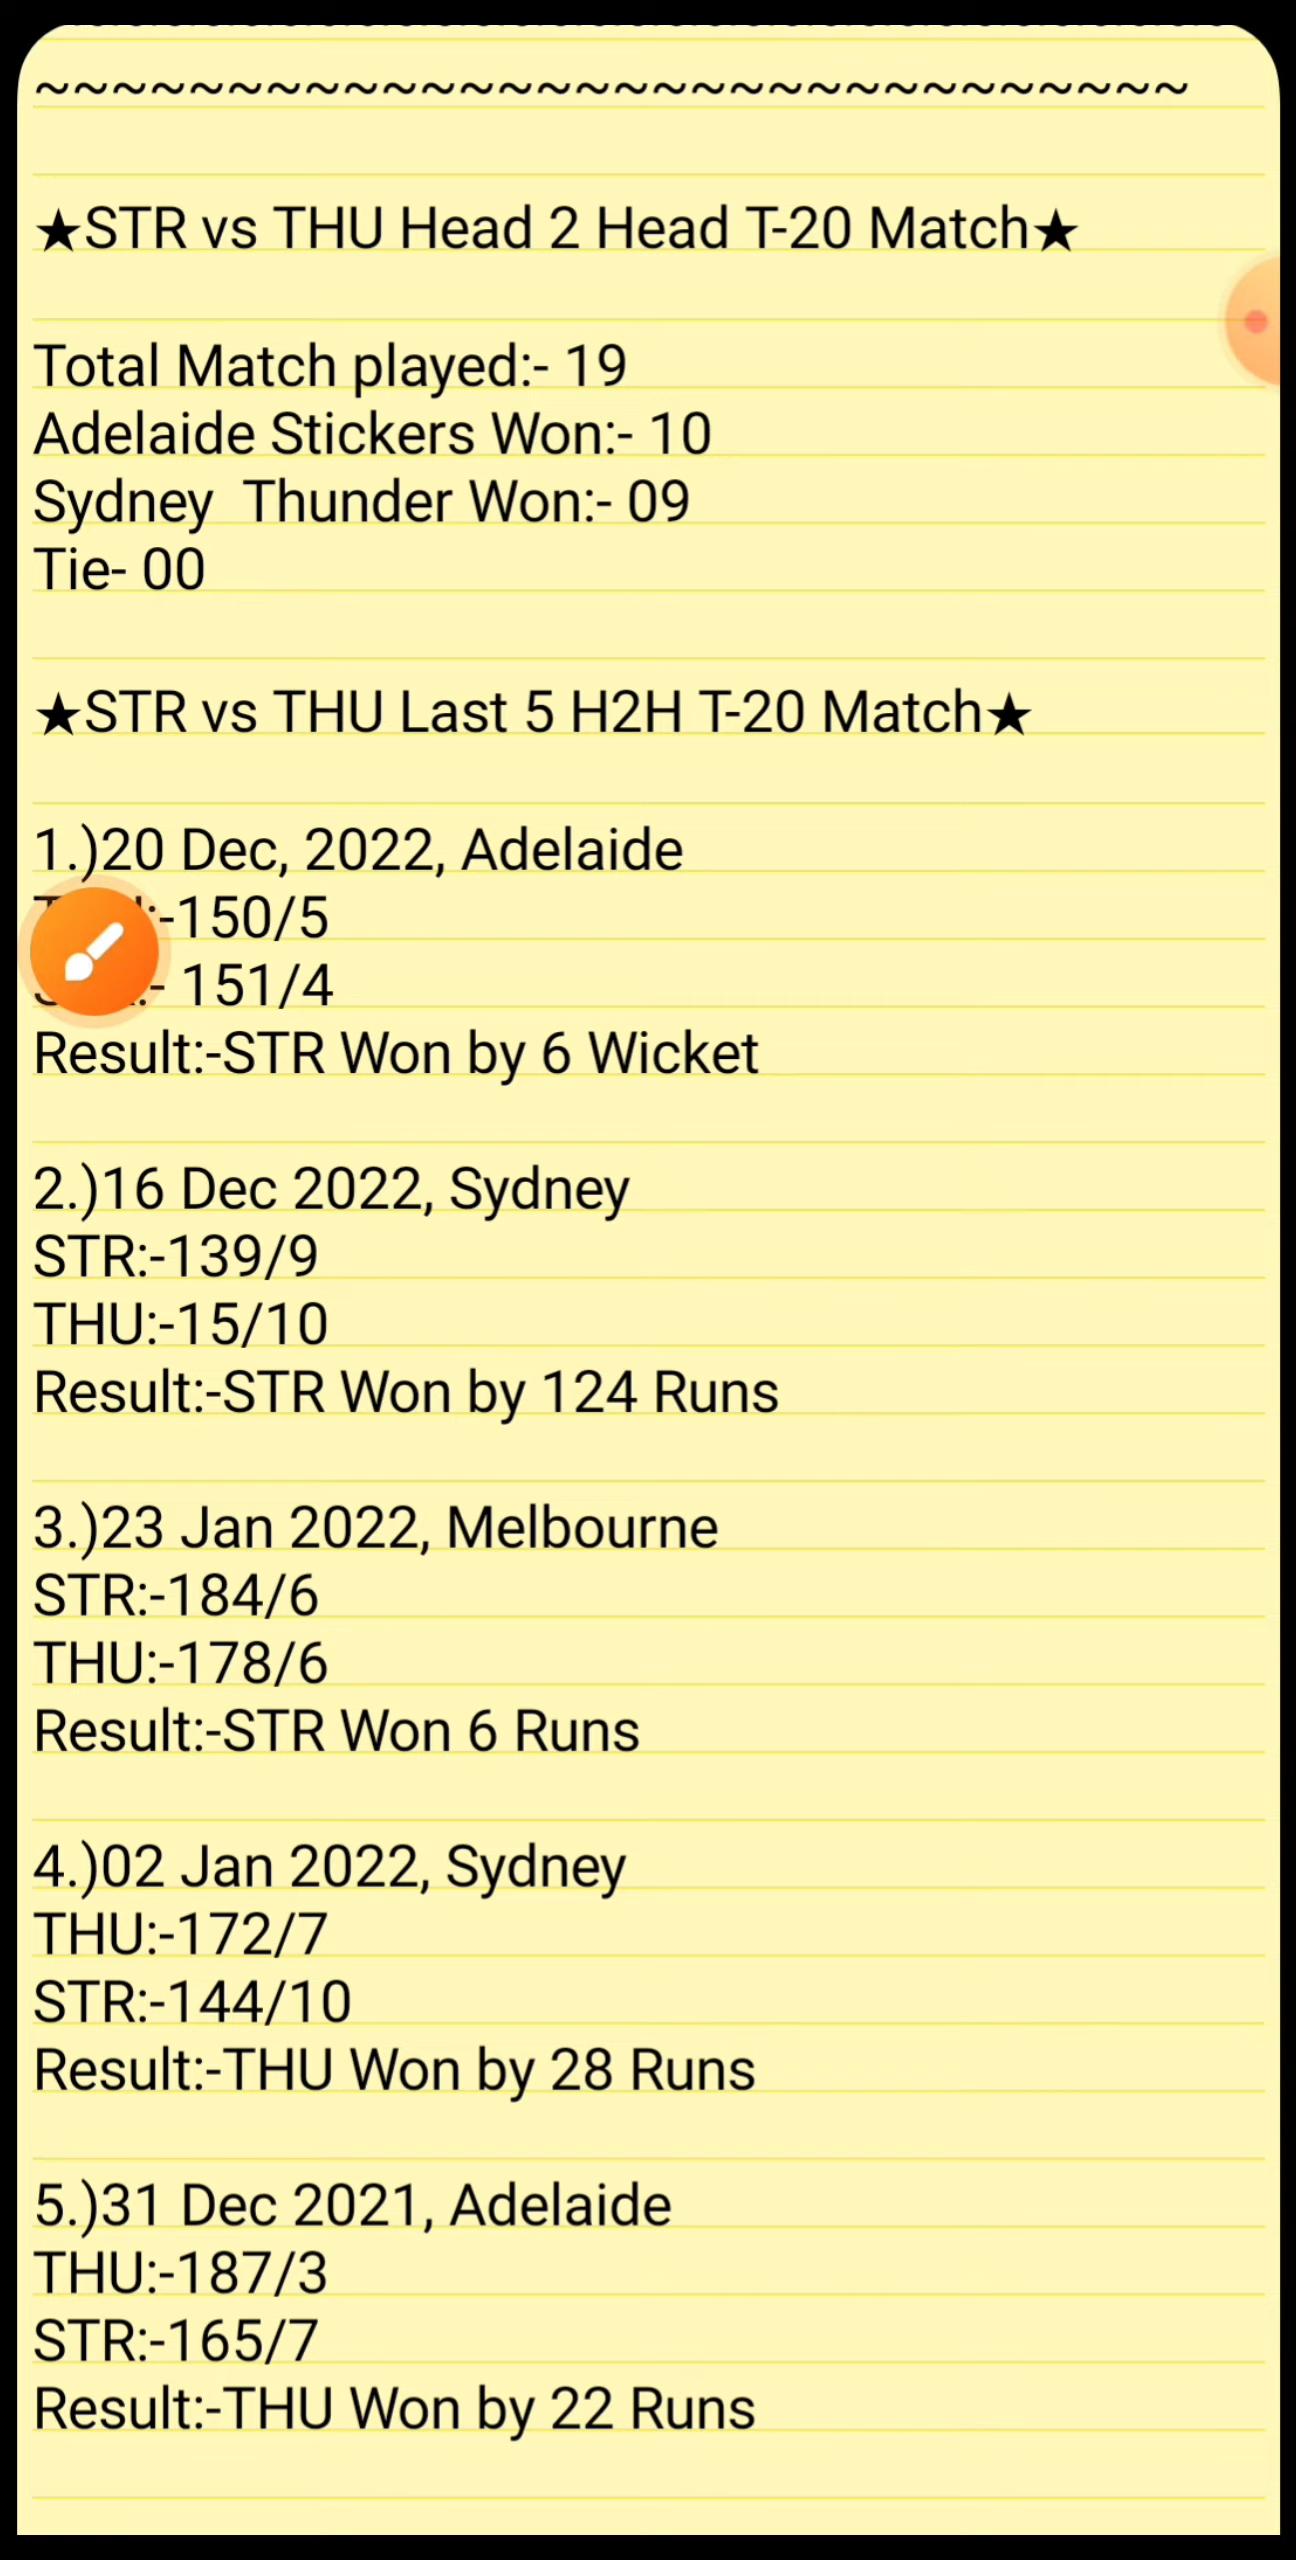 ~~~~~~~~~~~~~~~~~~~~~~~~~~~~~~
★STR vs THU Head 2 Head T-20 Match★
Total Match played:- 19
Adelaide Stickers Won:- 10
Sydney  Thunder Won:- 09
Tie- 00
★STR vs THU Last 5 H2H T-20 Match★
1.)20 Dec, 2022, Adelaide
:-150/5
:- 151/4
Result:-STR Won by 6 Wicket
2.)16 Dec 2022, Sydney
STR:-139/9
THU:-15/10
Result:-STR Won by 124 Runs
3.)23 Jan 2022, Melbourne
STR:-184/6
THU:-178/6
Result:-STR Won 6 Runs
4.)02 Jan 2022, Sydney
THU:-172/7
STR:-144/10
Result:-THU Won by 28 Runs
5.)31 Dec 2021, Adelaide
THU:-187/3
STR:-165/7
Result:-THU Won by 22 Runs